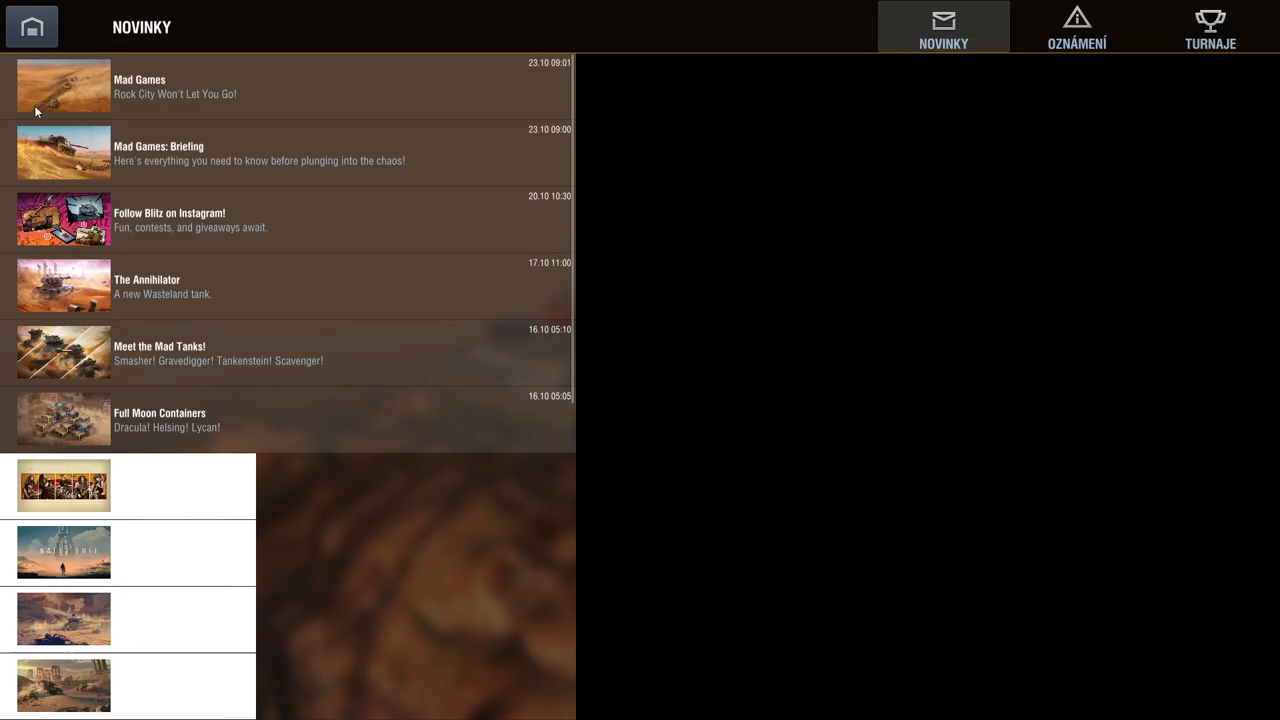 NOVINKY
NOVINKY
OZNÁMENÍ
TURNAJE
Mad Games
23.10 09:01
Rock City Won't Let You Go!
Mad Games: Briefing
23.10 09:00
Here's everything you need to know before plunging into the chaos!
Follow Blitz on Instagram!
20.10 10:30
Fun, contests, and giveaways await.
The Annihilator
17.10 11:00
A new Wasteland tank.
Meet the Mad Tanks!
16.10 05:10
Smasher! Gravedigger! Tankenstein! Scavenger!
Full Moon Containers
16.10 05:05
Dracula! Helsing! Lycan!